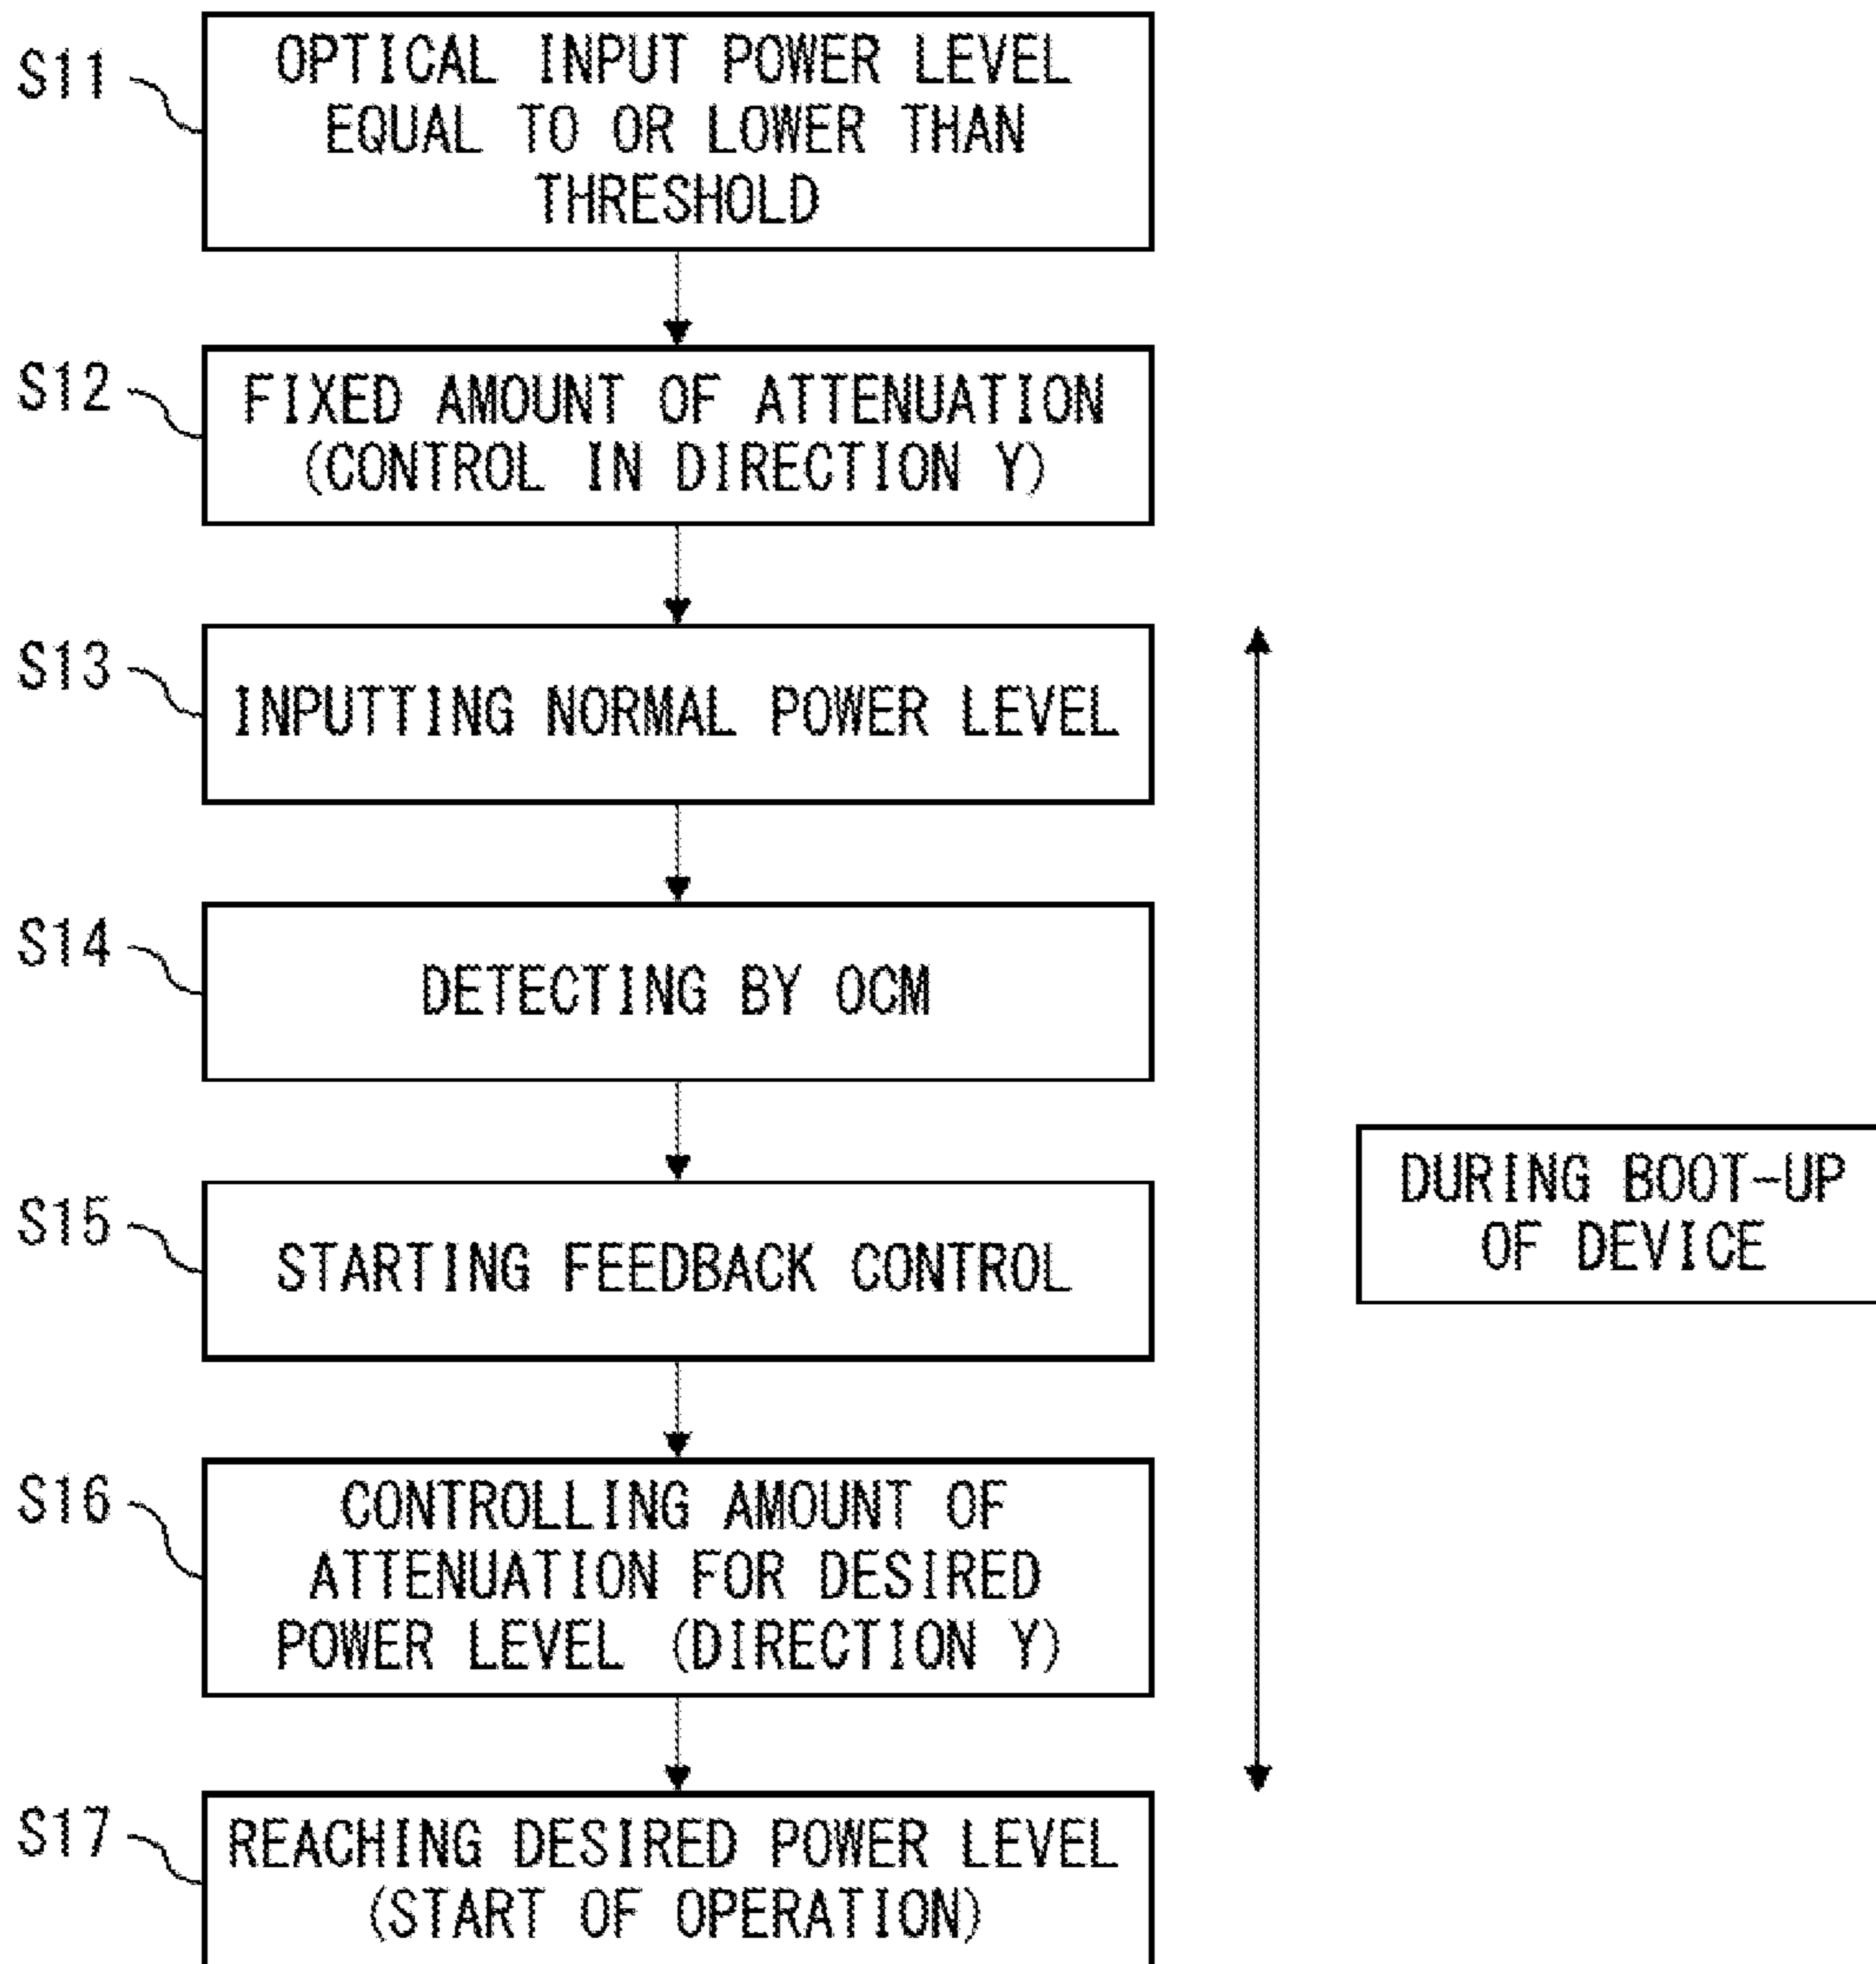 S11
OPTICAL INPUT POWER LEVEL
EQUAL TO OR LOWER THAN
THRESHOLD
S12
FIXED AMOUNT OF ATTENUATION
(CONTROL IN DIRECTION Y)
S13
INPUTTING NORMAL POWER LEVEL
S14
DETECTING BY OCM
S15
STARTING FEEDBACK CONTROL
S16
CONTROLLING AMOUNT OF
ATTENUATION FOR DESIRED
POWER LEVEL (DIRECTION Y)
S17
REACHING DESIRED POWER LEVEL
(START OF OPERATION)
DURING BOOT-UP
OF DEVICE